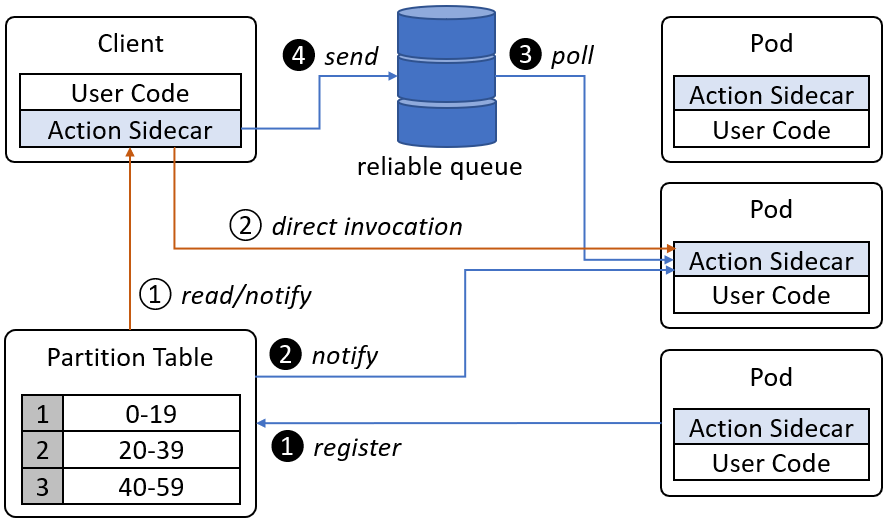 Client
User Code
Action Sidecar
❹ send
reliable queue
❸ poll
Pod
Action Sidecar
User Code
② direct invocation
Pod
Action Sidecar
User Code
① read/notify
Partition Table
1 0-19
2 20-39
3 40-59
❷ notify
❶ register
Pod
Action Sidecar
User Code